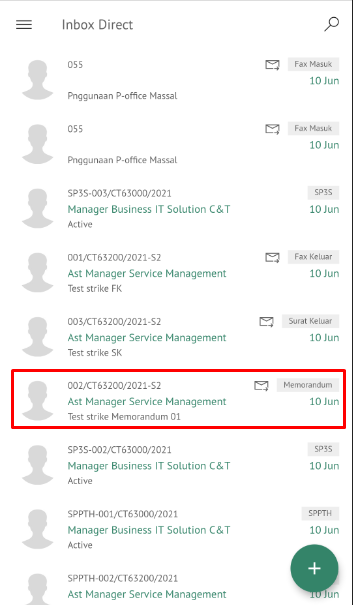 Inbox Direct
055
Fax Masuk
10 Jun
Pnggunaan P-office Massal
055
Fax Masuk
10 Jun
Pnggunaan P-office Massal
SP3S-003/CT63000/2021
SP3S
Manager Business IT Solution C&T
10 Jun
Active
001/CT63200/2021-S2
Fax Keluar
Ast Manager Service Management
10 Jun
Test strike FK
003/CT63200/2021-S2
Surat Keluar
Ast Manager Service Management
10 Jun
Test strike SK
002/CT63200/2021-S2
Memorandum
Ast Manager Service Management
10 Jun
Test strike Memorandum 01
SP3S-002/CT63000/2021
SP3S
Manager Business IT Solution C&T
10 Jun
Active
SPPTH-001/CT63000/2021
SPPTH
Manager Business IT Solution C&T
10 Jun
Active
SPPTH-002/CT63200/2021
Ast Manager Service Management
10 Jun
+